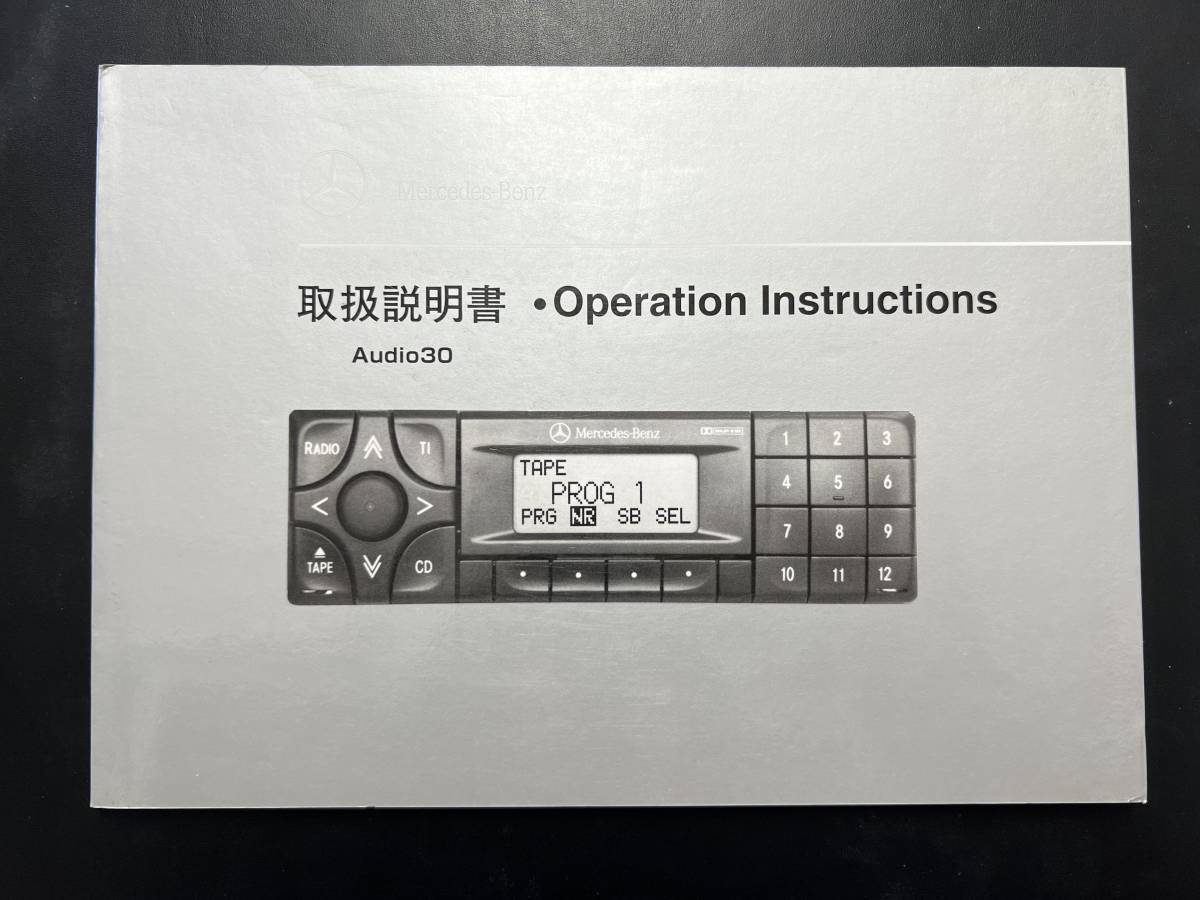 Mercedes-Benz
取扱説明書 •Operation Instructions
Audio30
RADIO TI
TAPE CD
Mercedes-Benz
TAPE
PROG 1
PRG NR SB SEL
1 2 3
4 5 6
7 8 9
10 11 12